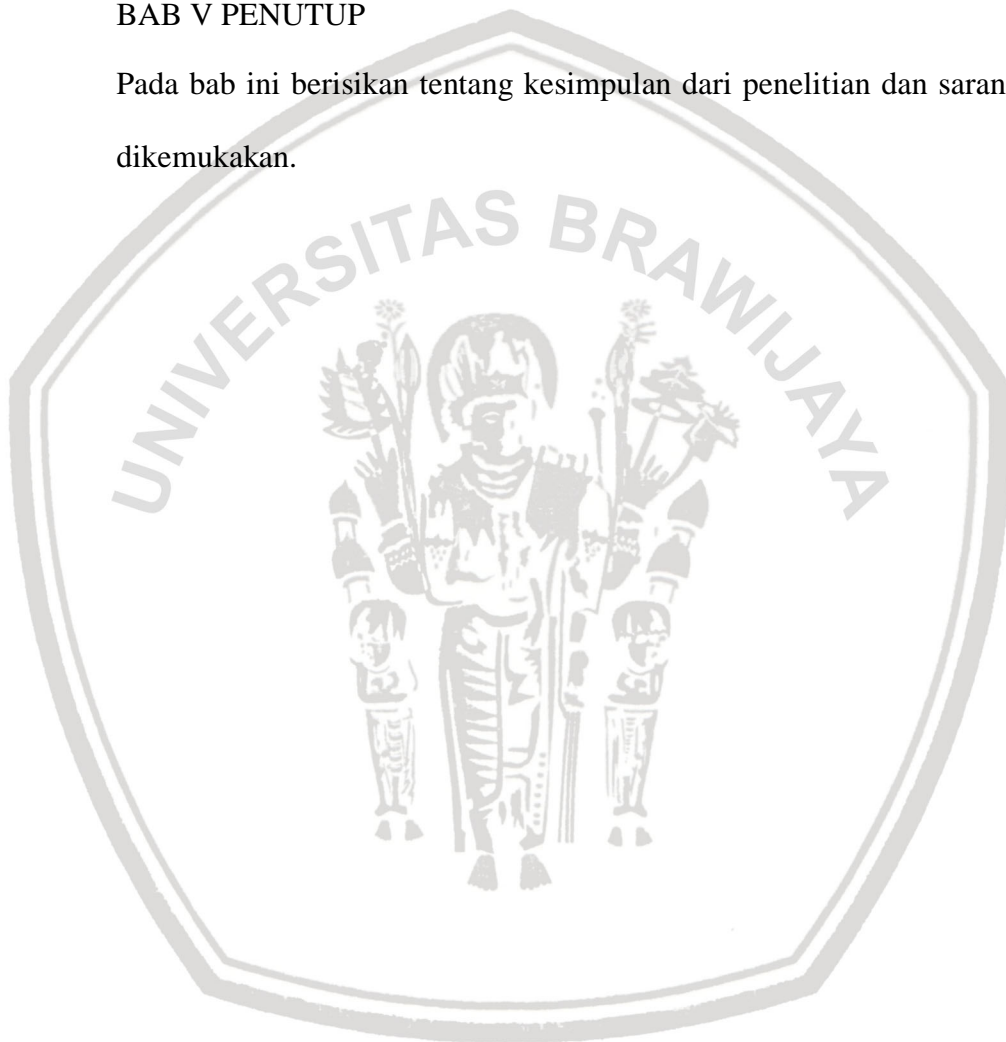 BAB V PENUTUP
Pada bab ini berisikan tentang kesimpulan dari penelitian dan saran
dikemukakan.
UNIVERSITAS BRAWIJAYA